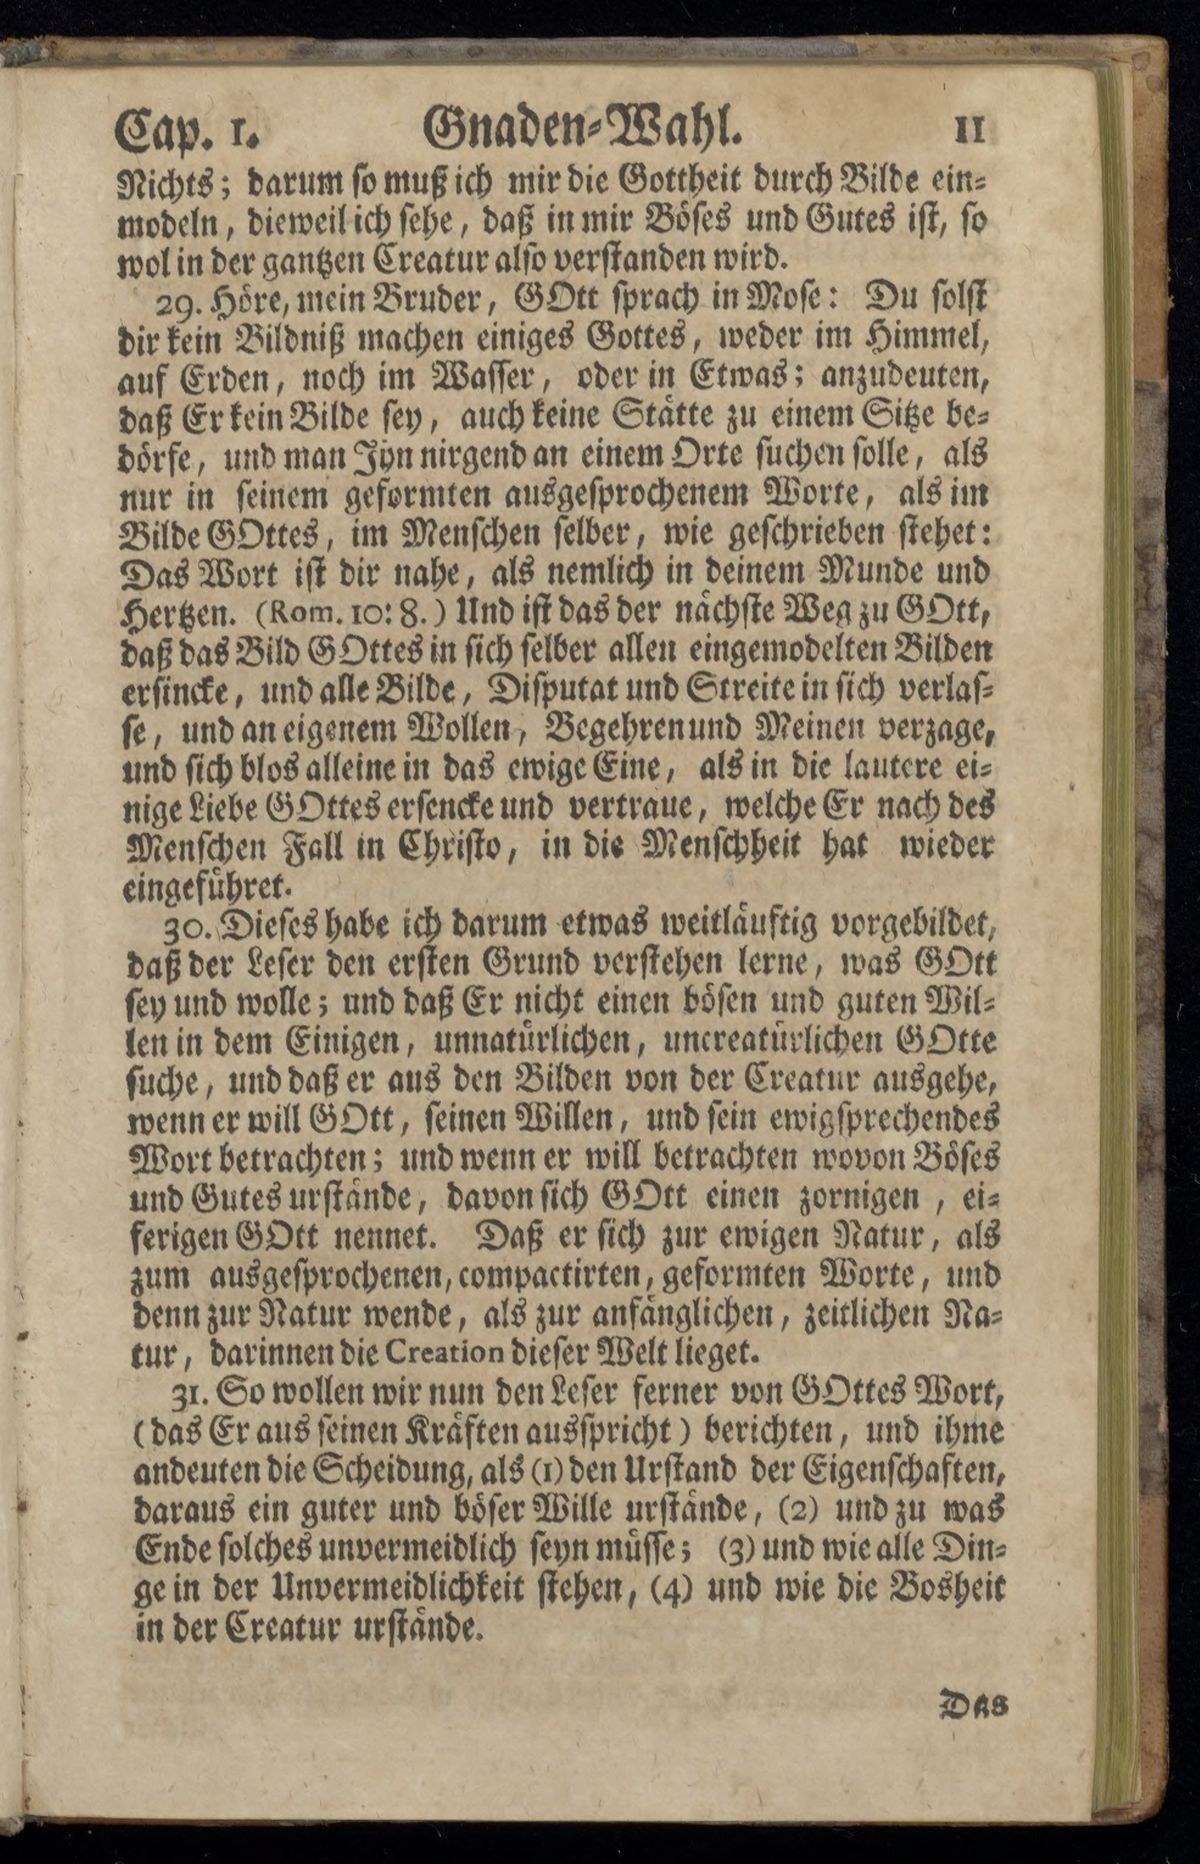 Cap. 1. Gnaden-Wahl. 11
Nichts; darum so muß ich mir die Gottheit durch Bilde ein-
modeln, dieweil ich sehe, daß in mir Böses und Gutes ist, so
wol in der gantzen Creatur also verstanden wird.
29. Höre, mein Bruder, GOtt sprach in Mose: Du solst
dir kein Bildniß machen einiges Gottes, weder im Himmel,
auf Erden, noch im Wasser, oder in Etwas; anzudeuten,
daß Er kein Bilde sey, auch keine Stätte zu einem Sitze be-
dörfe, und man Ihn nirgend an einem Orte suchen solle, als
nur in seinem geformten ausgesprochenem Worte, als im
Bilde GOttes, im Menschen selber, wie geschrieben stehet:
Das Wort ist dir nahe, als nemlich in deinem Munde und
Hertzen. (Rom. 10: 8.) Und ist das der nächste Weg zu GOtt,
daß das Bild GOttes in sich selber allen eingemodelten Bilden
ersincke, und alle Bilde, Disputat und Streite in sich verlas-
se, und an eigenem Wollen, Begehren und Meinen verzage,
und sich blos alleine in das ewige Eine, als in die lautere ei-
nige Liebe GOttes ersencke und vertraue, welche Er nach des
Menschen Fall in Christo, in die Menschheit hat wieder
eingeführet.
30. Dieses habe ich darum etwas weitläuftig vorgebildet,
daß der Leser den ersten Grund verstehen lerne, was GOtt
sey und wolle; und daß Er nicht einen bösen und guten Wil-
len in dem Einigen, unnatürlichen, uncreatürlichen GOtte
suche, und daß er aus den Bilden von der Creatur ausgehe,
wenn er will GOtt, seinen Willen, und sein ewigsprechendes
Wort betrachten; und wenn er will betrachten wovon Böses
und Gutes urstände, davon sich GOtt einen zornigen, ei-
ferigen GOtt nennet. Daß er sich zur ewigen Natur, als
zum ausgesprochenen, compactirten, geformten Worte, und
denn zur Natur wende, als zur anfänglichen, zeitlichen Na-
tur, darinnen die Creation dieser Welt lieget.
31. So wollen wir nun den Leser ferner von GOttes Wort,
(das Er aus seinen Kräften ausspricht) berichten, und ihme
andeuten die Scheidung, als (1) den Urstand der Eigenschaften,
daraus ein guter und böser Wille urstände, (2) und zu was
Ende solches unvermeidlich seyn müsse; (3) und wie alle Din-
ge in der Unvermeidlichkeit stehen, (4) und wie die Bosheit
in der Creatur urstände.
Das